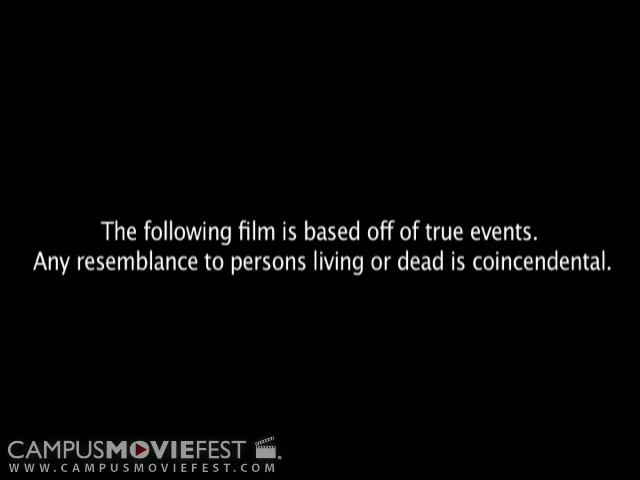 The following film is based off of true events.
Any resemblance to persons living or dead is coincendental.
CAMPUSMOVIEFEST
WWW.CAMPUSMOVIEFEST.COM